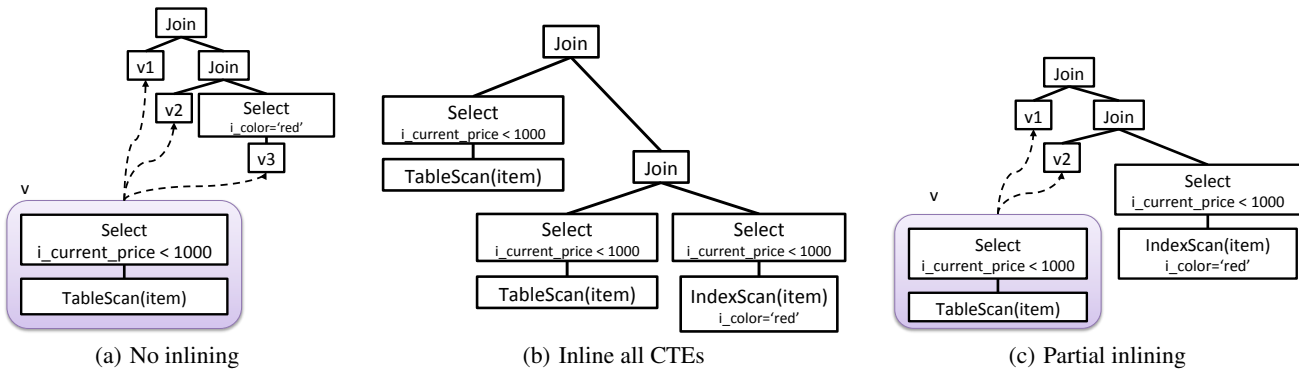 Join
v1
Join
v2
Select
i_color=‘red’
v3
v
Select
i_current_price < 1000
TableScan(item)
(a) No inlining
Join
Select
i_current_price < 1000
TableScan(item)
Join
Select
i_current_price < 1000
TableScan(item)
Select
i_current_price < 1000
IndexScan(item)
i_color=‘red’
(b) Inline all CTEs
Join
v1
Join
v2
Select
i_current_price < 1000
IndexScan(item)
i_color=‘red’
v
Select
i_current_price < 1000
TableScan(item)
(c) Partial inlining